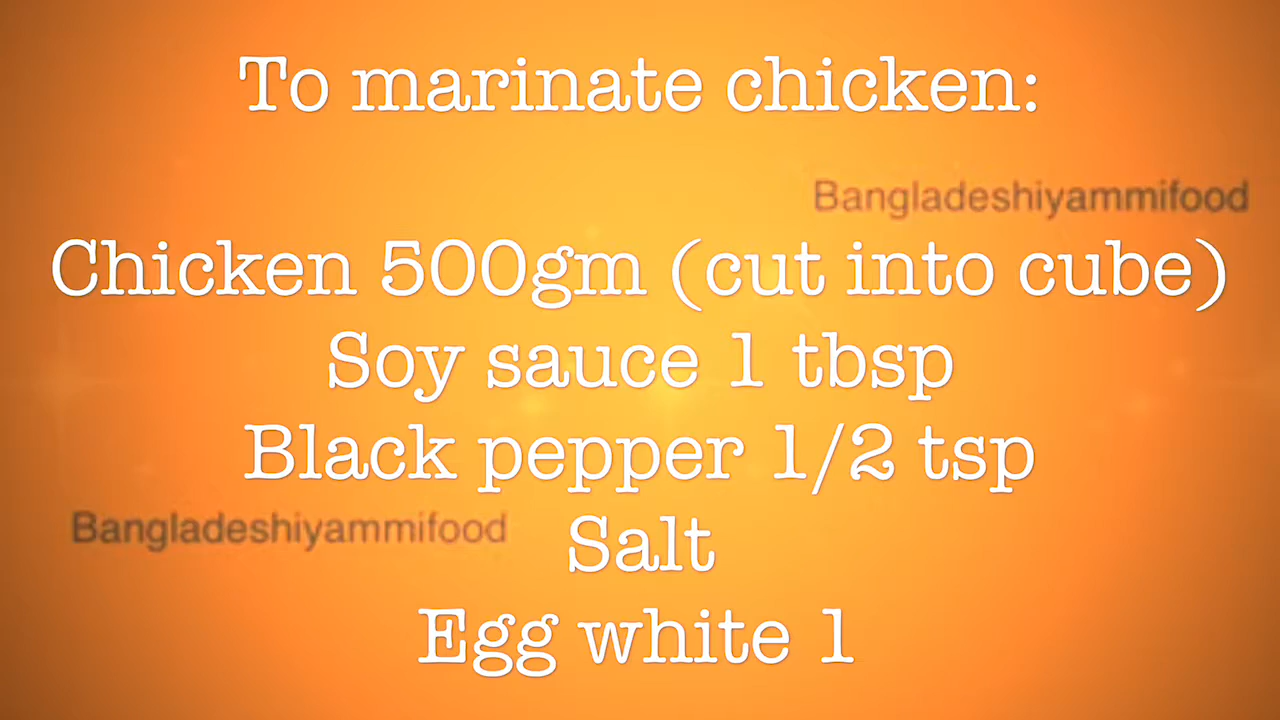 To marinate chicken:
Bangladeshiyammifood
Chicken 500gm (cut into cube)
Soy sauce 1 tbsp
Black pepper 1/2 tsp
Bangladeshiyammifood
Salt
Egg white 1